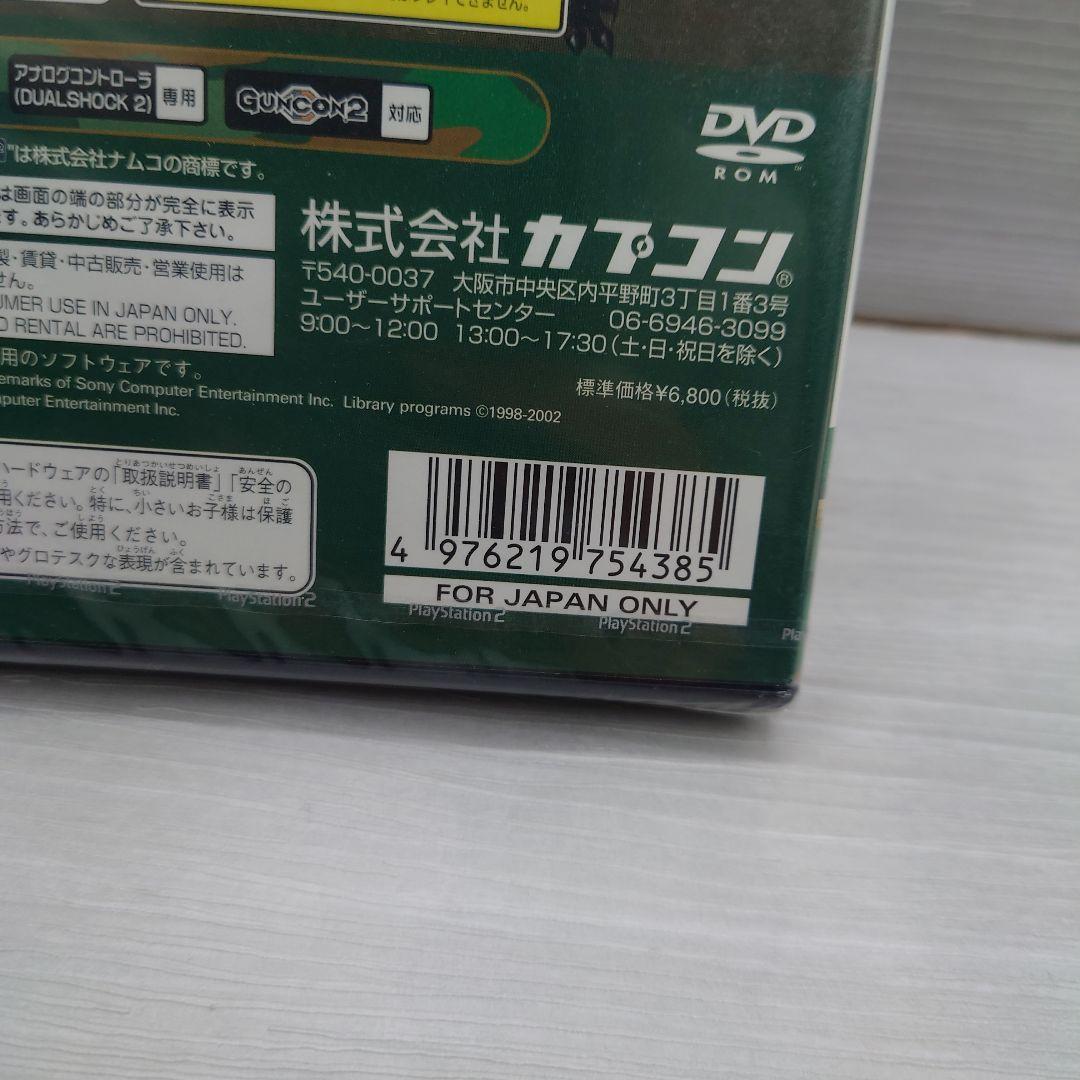 できません。
アナログコントローラ
(DUALSHOCK 2)
専用
GUNCON2
対応
"は株式会社ナムコの商標です。
DVD
ROM
™
は画面の端の部分が完全に表示
す。あらかじめご了承下さい。
製・賃貸・中古販売・営業使用は
せん。
UMER USE IN JAPAN ONLY.
D RENTAL ARE PROHIBITED.
株式会社 カプコン®
〒540-0037 大阪市中央区内平野町3丁目1番3号
ユーザーサポートセンター 06-6946-3099
9:00～12:00 13:00～17:30(土・日・祝日を除く)
標準価格¥6,800(税抜)
用のソフトウェアです。
demarks of Sony Computer Entertainment Inc. Library programs ©1998-2002
mputer Entertainment Inc.
ハードウェアの「取扱説明書」「安全の
用ください。特に、小さいお子様は保護
方法で、ご使用ください。
やグロテスクな表現が含まれています。
4 976219 754385
FOR JAPAN ONLY
PlayStation 2
PlayStation 2
PlayStation 2
PlayStation 2
Pla